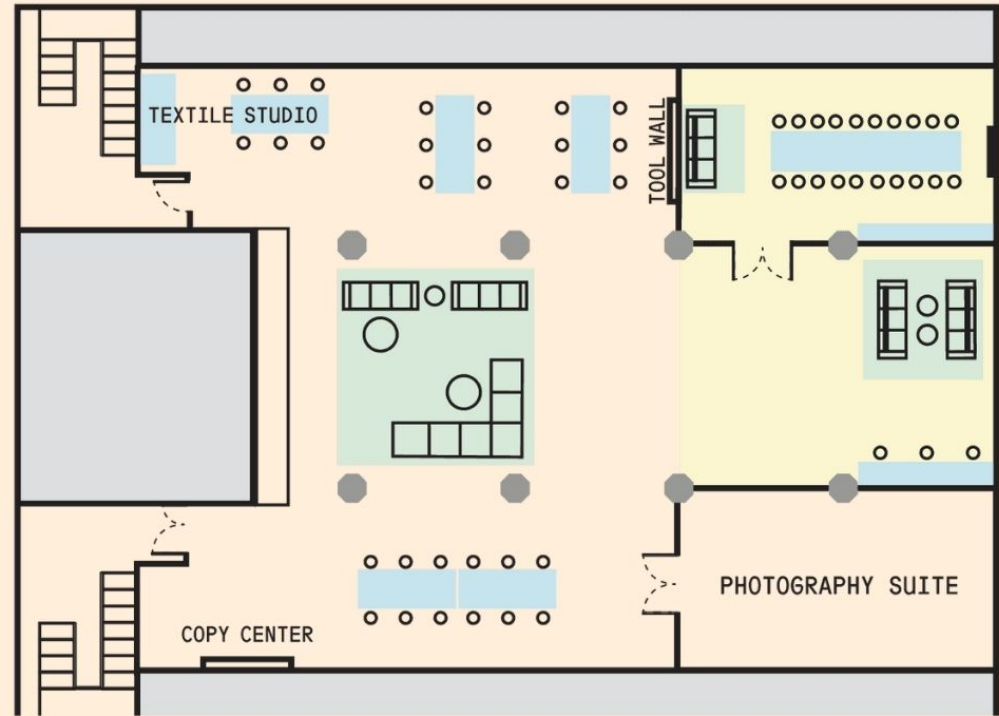 TEXTILE STUDIO
TOOL WALL
PHOTOGRAPHY SUITE
COPY CENTER